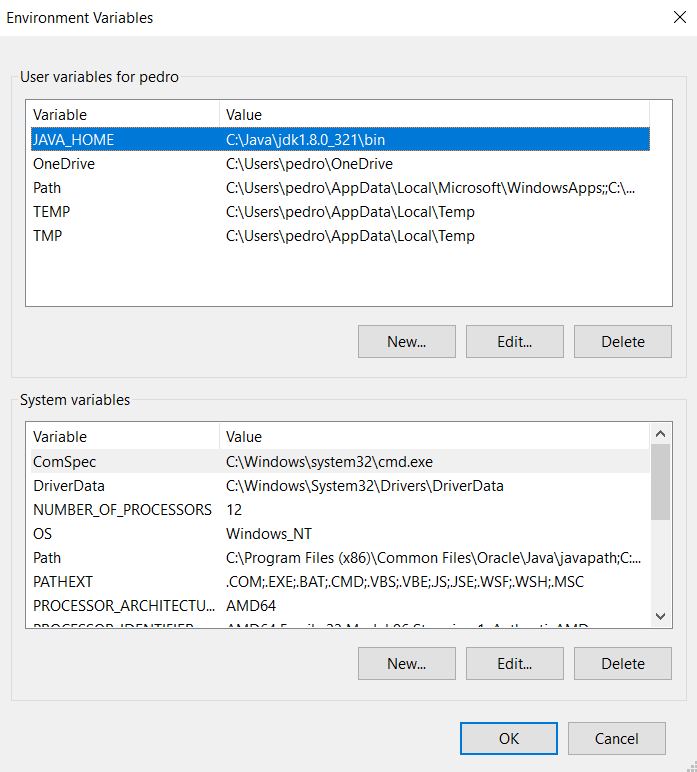 Environment Variables
User variables for pedro
Variable Value
JAVA_HOME C:\Java\jdk1.8.0_321\bin
OneDrive C:\Users\pedro\OneDrive
Path C:\Users\pedro\AppData\Local\Microsoft\WindowsApps;;C:\...
TEMP C:\Users\pedro\AppData\Local\Temp
TMP C:\Users\pedro\AppData\Local\Temp
New... Edit... Delete
System variables
Variable Value
ComSpec C:\Windows\system32\cmd.exe
DriverData C:\Windows\System32\Drivers\DriverData
NUMBER_OF_PROCESSORS 12
OS Windows_NT
Path C:\Program Files (x86)\Common Files\Oracle\Java\javapath;C:...
PATHEXT .COM;.EXE;.BAT;.CMD;.VBS;.VBE;.JS;.JSE;.WSF;.WSH;.MSC
PROCESSOR_ARCHITECTU... AMD64
New... Edit... Delete
OK Cancel